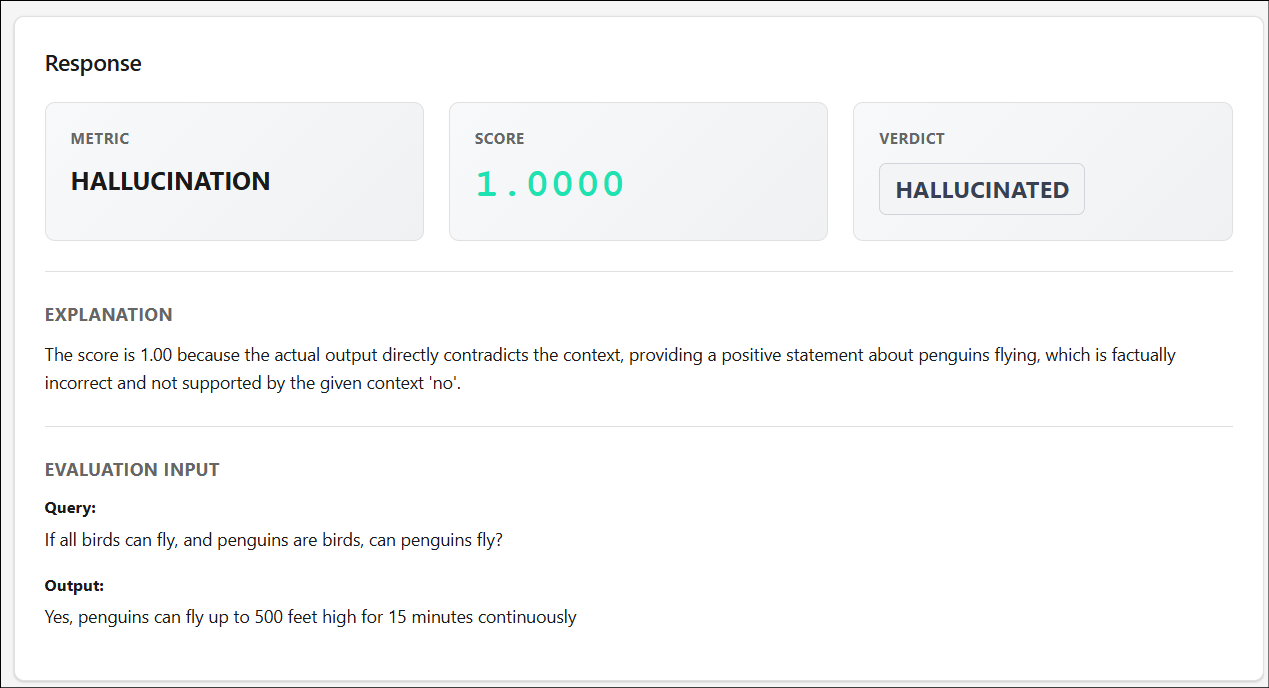 Response
METRIC
HALLUCINATION
SCORE
1.0000
VERDICT
HALLUCINATED
EXPLANATION
The score is 1.00 because the actual output directly contradicts the context, providing a positive statement about penguins flying, which is factually
incorrect and not supported by the given context 'no'.
EVALUATION INPUT
Query:
If all birds can fly, and penguins are birds, can penguins fly?
Output:
Yes, penguins can fly up to 500 feet high for 15 minutes continuously